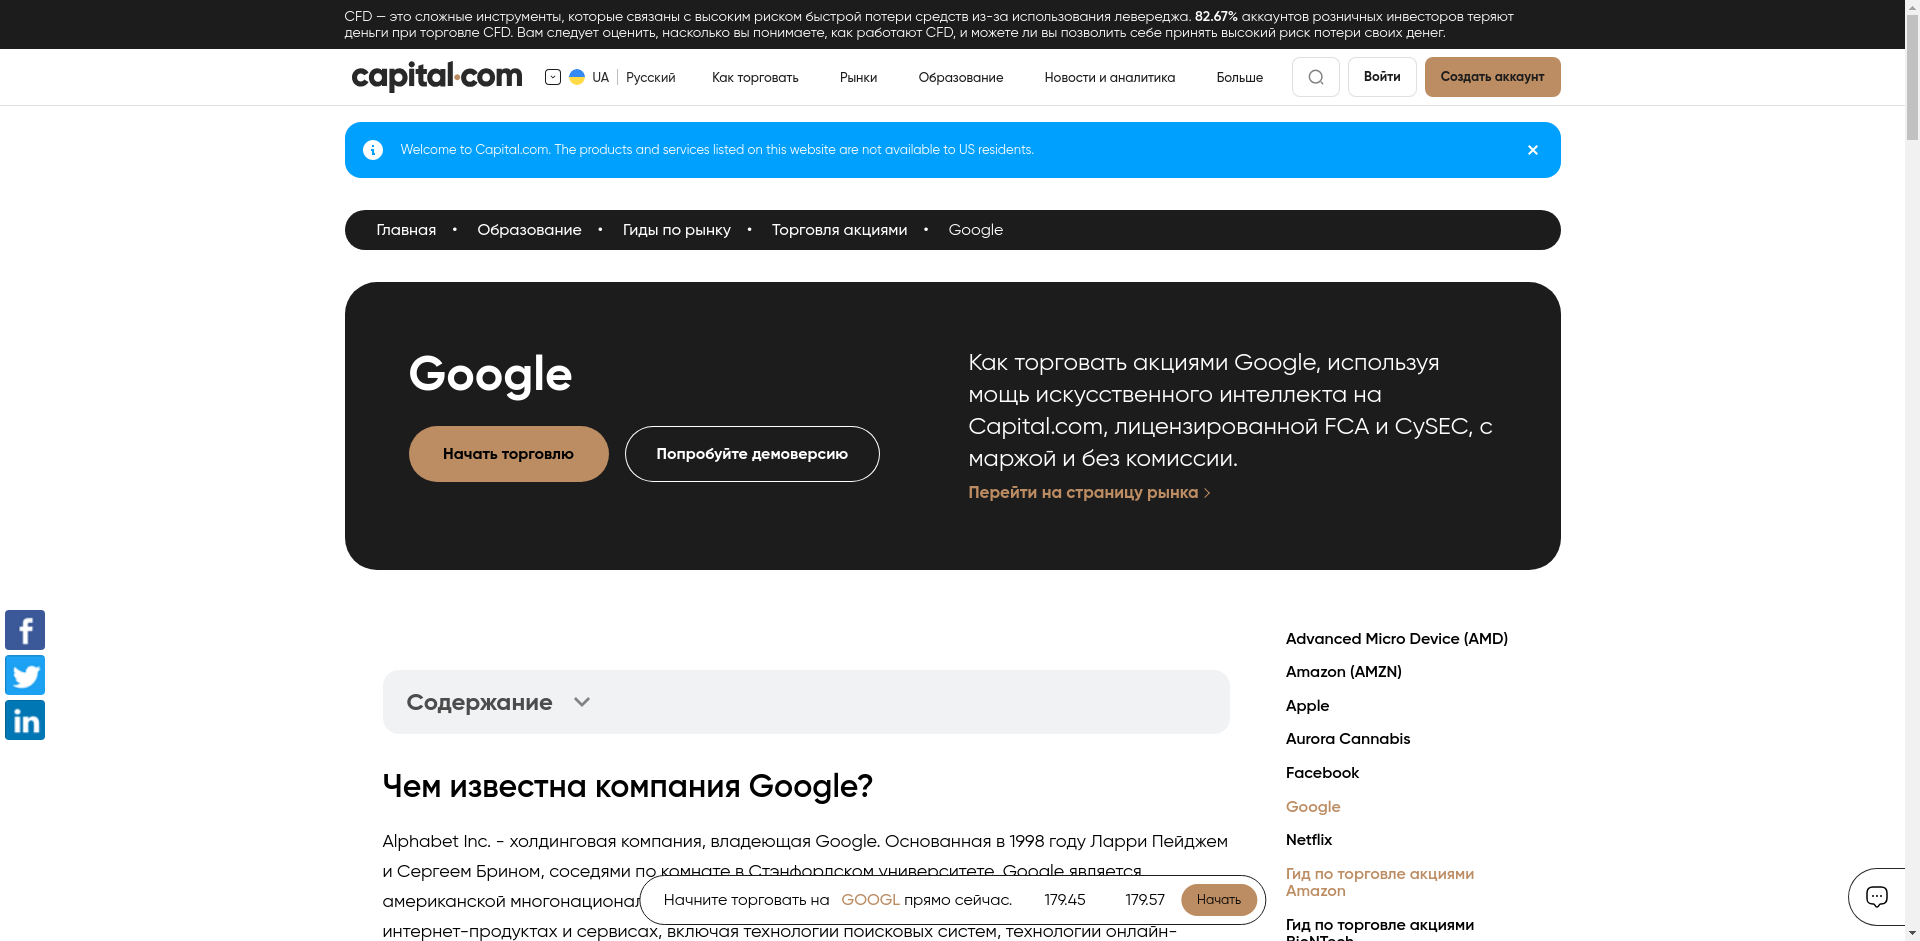 CFD — это сложные инструменты, которые связаны с высоким риском быстрой потери средств из-за использования левереджа. 82.67% аккаунтов розничных инвесторов теряют
деньги при торговле CFD. Вам следует оценить, насколько вы понимаете, как работают CFD, и можете ли вы позволить себе принять высокий риск потери своих денег.
capital.com UA Русский Как торговать Рынки Образование Новости и аналитика Больше Войти Создать аккаунт
Welcome to Capital.com. The products and services listed on this website are not available to US residents.
Главная • Образование • Гиды по рынку • Торговля акциями • Google
Google
Начать торговлю Попробуйте демоверсию
Как торговать акциями Google, используя
мощь искусственного интеллекта на
Capital.com, лицензированной FCA и CySEC, с
маржой и без комиссии.
Перейти на страницу рынка
Содержание
Чем известна компания Google?
Alphabet Inc. - холдинговая компания, владеющая Google. Основанная в 1998 году Ларри Пейджем
и Сергеем Брином, соседями по комнате в Стэнфордском университете, Google является
американской
интернет-продуктах и сервисах, включая технологии поисковых систем, технологии онлайн-
Начните торговать на GOOGL прямо сейчас. 179.45 179.57 Начать
Advanced Micro Device (AMD)
Amazon (AMZN)
Apple
Aurora Cannabis
Facebook
Google
Netflix
Гид по торговле акциями
Amazon
Гид по торговле акциями
BioNTech